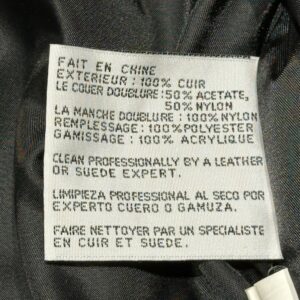 FAIT EN CHINE
EXTERIEUR: 100% CUIR
LE COUER DOUBLURE: 50% ACETATE,
50% NYLON
LA MANCHE DOUBLURE: 100% NYLON
REMPLESSAGE: 100% POLYESTER
GAMISSAGE: 100% ACRYLIQUE
CLEAN PROFESSIONALLY BY A LEATHER
OR SUEDE EXPERT.
LIMPIEZA PROFESSIONAL AL SECO POR
EXPERTO CUERO O GAMUZA.
FAIRE NETTOYER PAR UN SPECIALISTE
EN CUIR ET SUEDE.